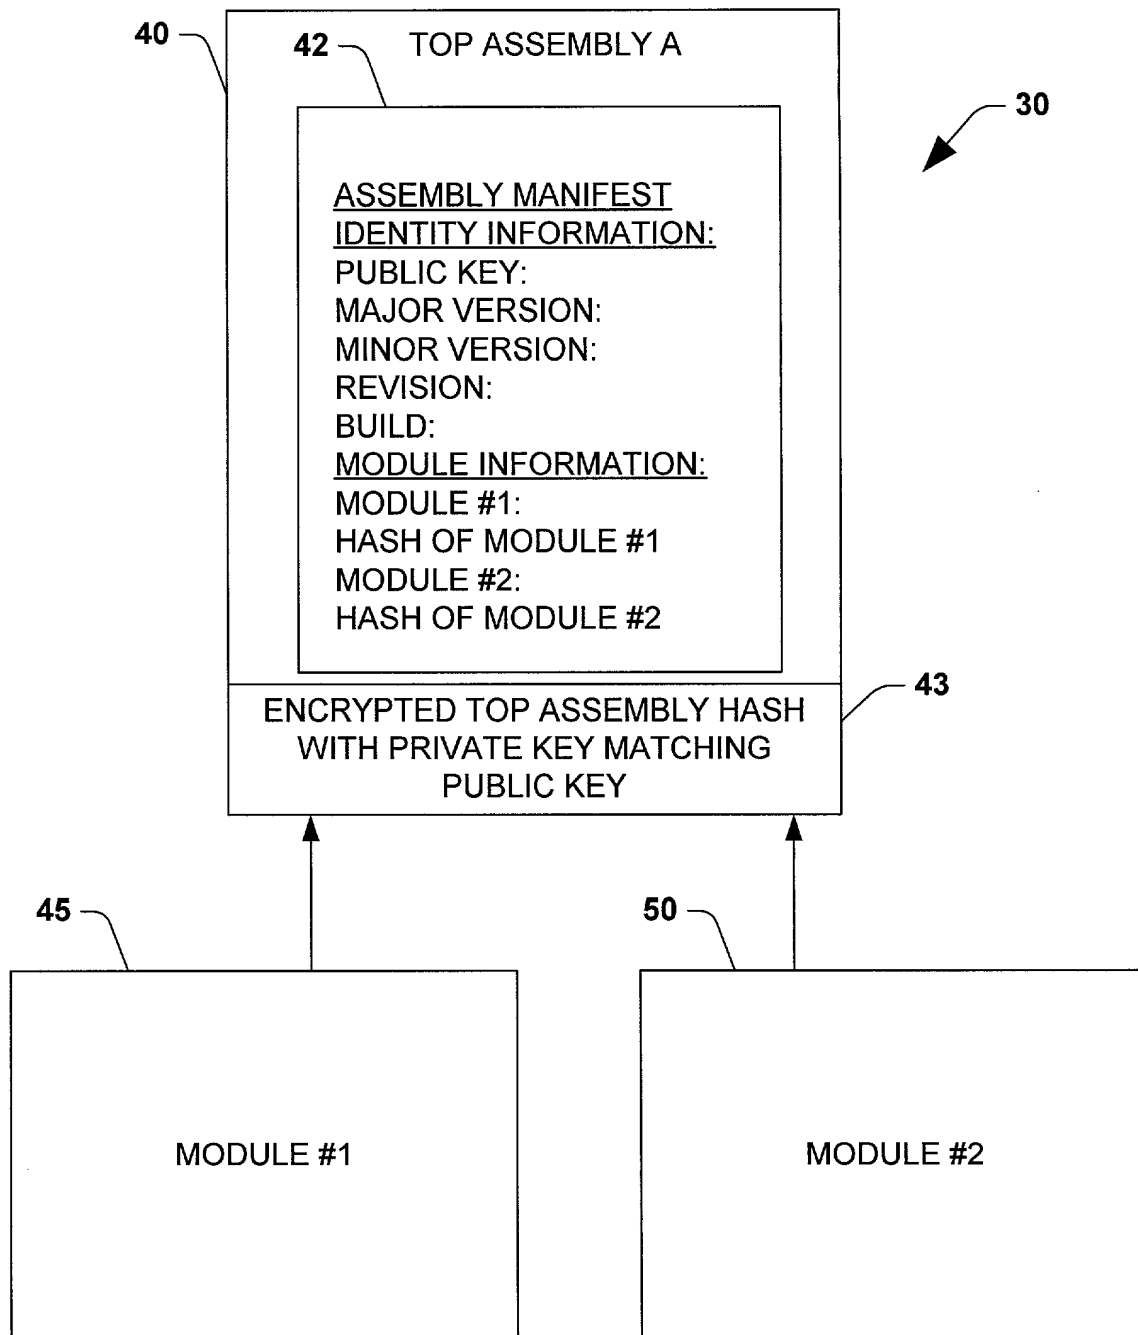 40
42
TOP ASSEMBLY A
30
ASSEMBLY MANIFEST
IDENTITY INFORMATION:
PUBLIC KEY:
MAJOR VERSION:
MINOR VERSION:
REVISION:
BUILD:
MODULE INFORMATION:
MODULE #1:
HASH OF MODULE #1
MODULE #2:
HASH OF MODULE #2
43
ENCRYPTED TOP ASSEMBLY HASH
WITH PRIVATE KEY MATCHING
PUBLIC KEY
45
50
MODULE #1
MODULE #2